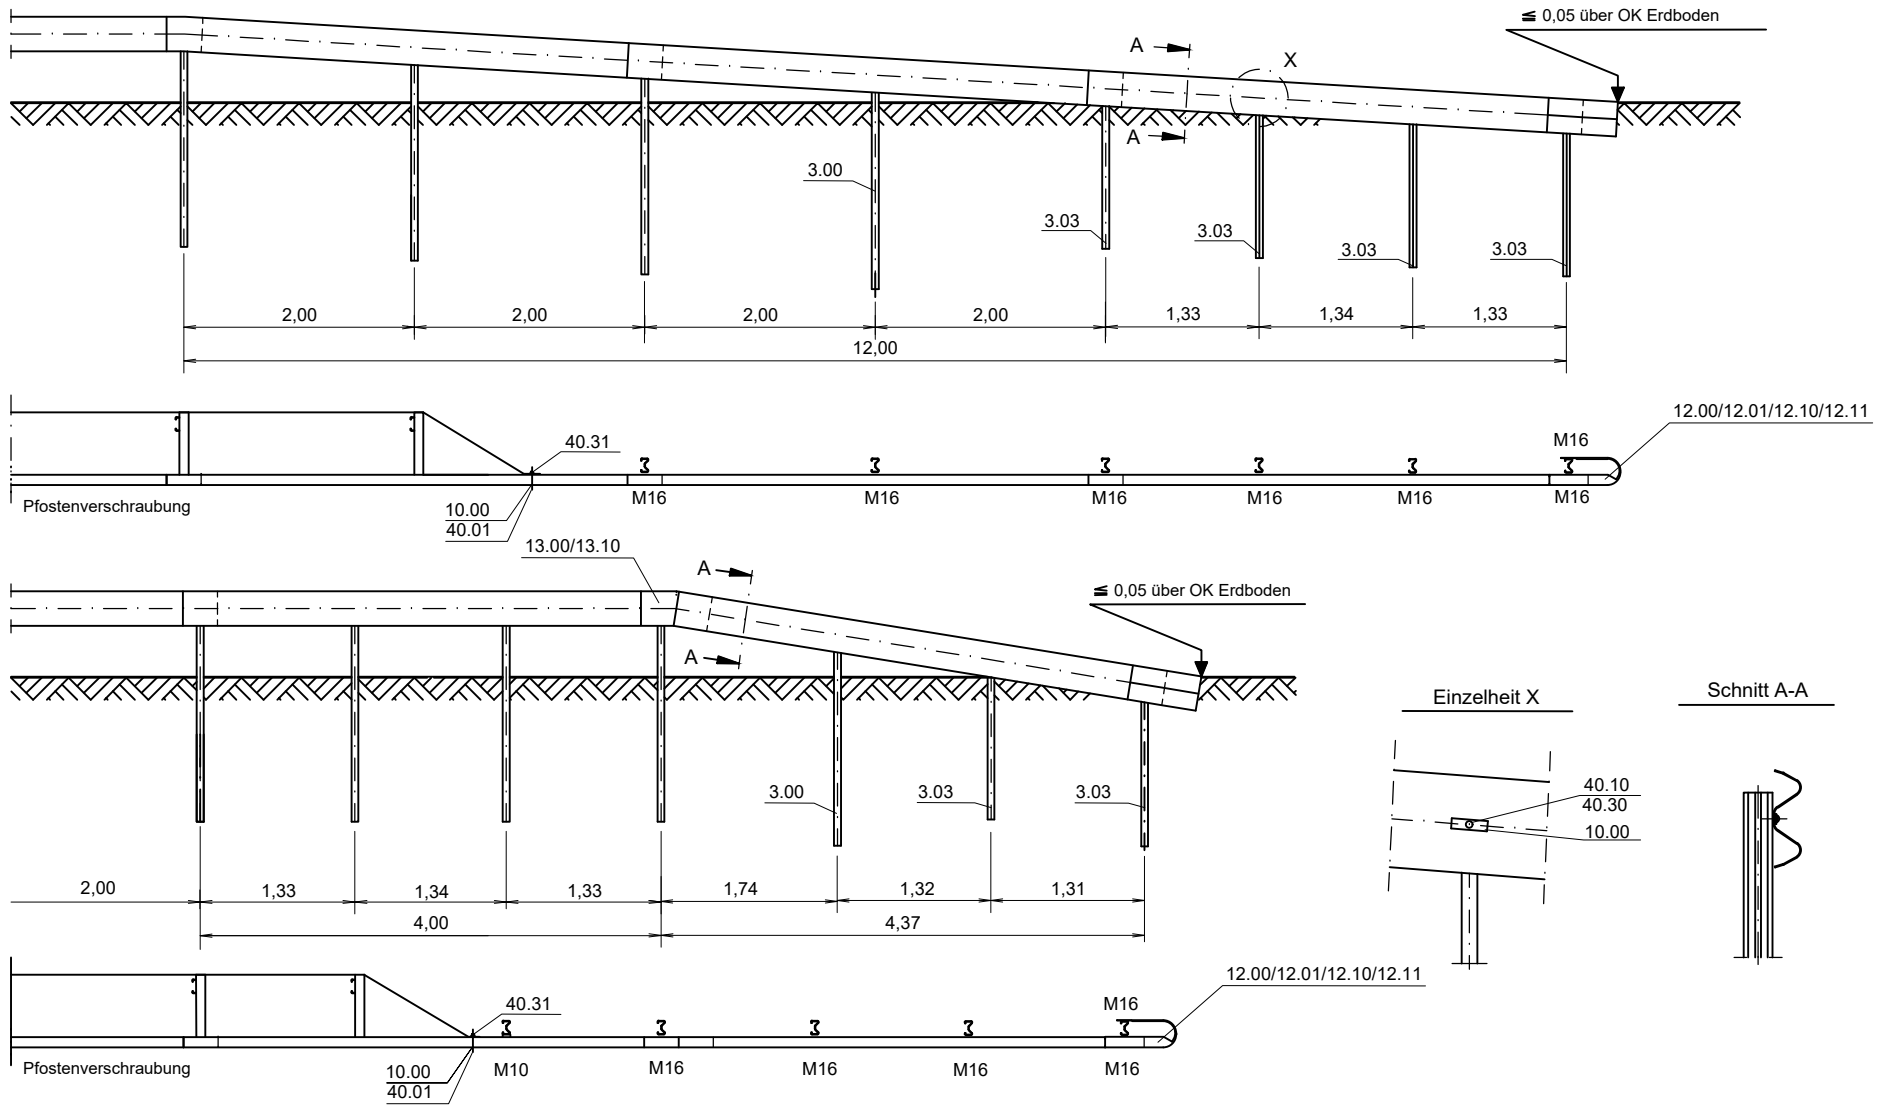 ≦ 0,05 über OK Erdboden
A
X
A
3.00
3.03
3.03
3.03
3.03
2,00
2,00
2,00
2,00
1,33
1,34
1,33
12,00
12.00/12.01/12.10/12.11
40.31
M16
Pfostenverschraubung
M16
M16
M16
M16
M16
M16
10.00
40.01
13.00/13.10
A
≦ 0,05 über OK Erdboden
A
Einzelheit X
Schnitt A-A
3.00
3.03
3.03
40.10
40.30
10.00
2,00
1,33
1,34
1,33
1,74
1,32
1,31
4,00
4,37
12.00/12.01/12.10/12.11
40.31
M16
Pfostenverschraubung
10.00
40.01
M10
M16
M16
M16
M16